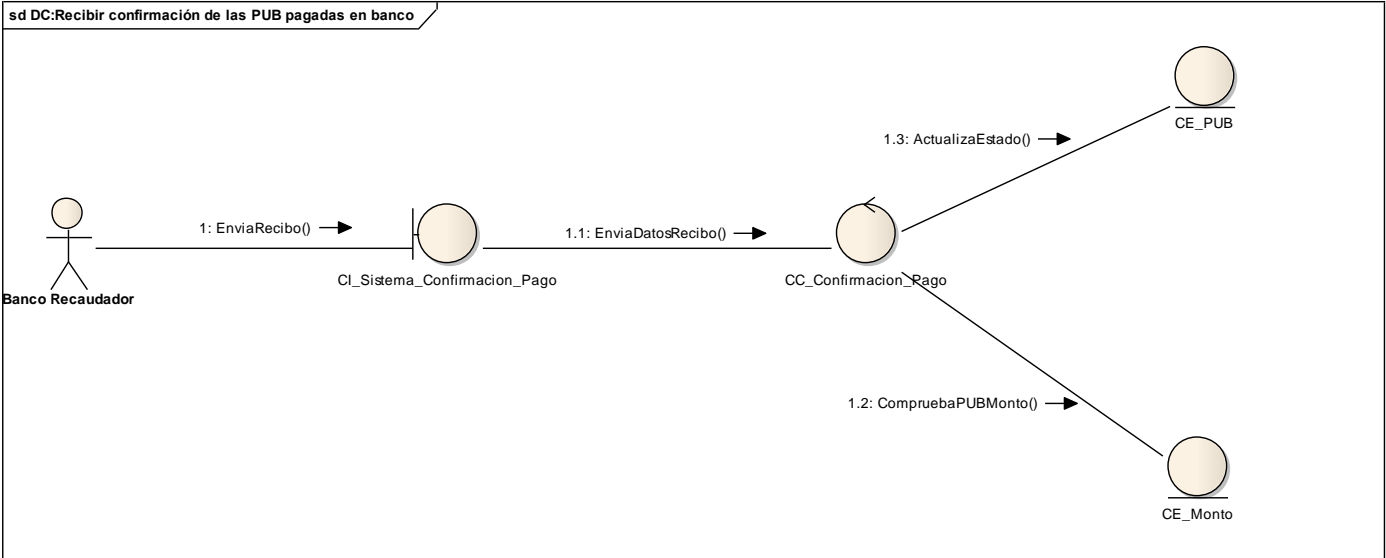 sd DC:Recibir confirmación de las PUB pagadas en banco
CE_PUB
1.3: ActualizaEstado()
1: EnviaRecibo()
1.1: EnviaDatosRecibo()
CI_Sistema_Confirmacion_Pago
CC_Confirmacion_Pago
Banco Recaudador
1.2: CompruebaPUBMonto()
CE_Monto